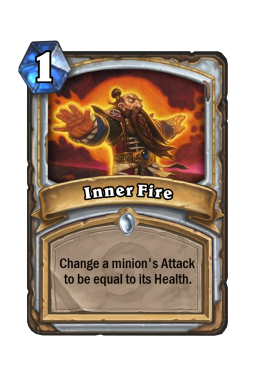 1
Inner Fire
Change a minion's Attack
to be equal to its Health.